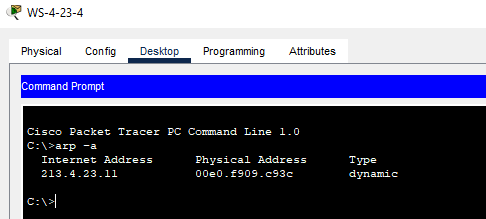 WS-4-23-4
Physical Config Desktop Programming Attributes
Command Prompt
Cisco Packet Tracer PC Command Line 1.0
C:\>arp -a
Internet Address Physical Address Type
213.4.23.11 00e0.f909.c93c dynamic
C:\>